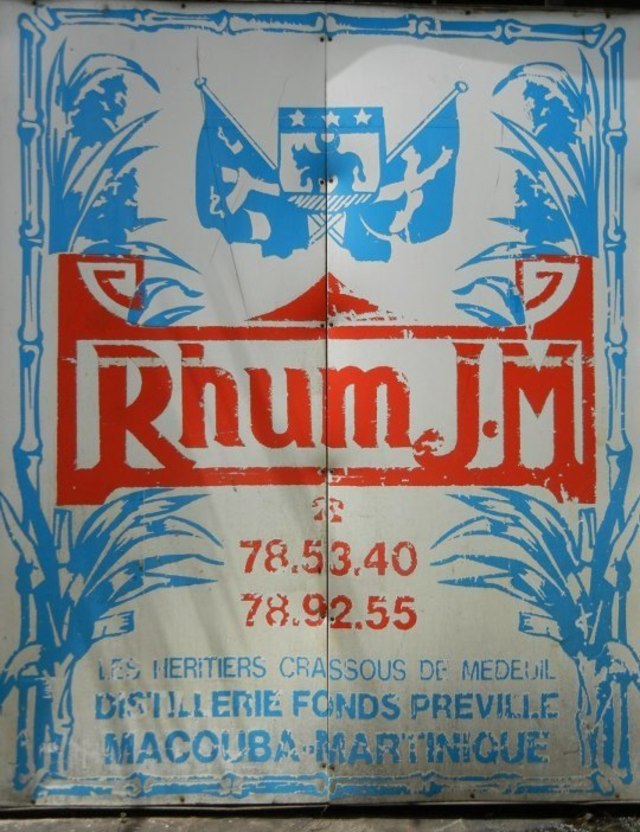 Rhum J.M
78.53.40
78.92.55
LES HERITIERS CRASSOUS DE MEDEUIL
DISTILLERIE FONDS PREVILLE
MACOUBA-MARTINIQUE